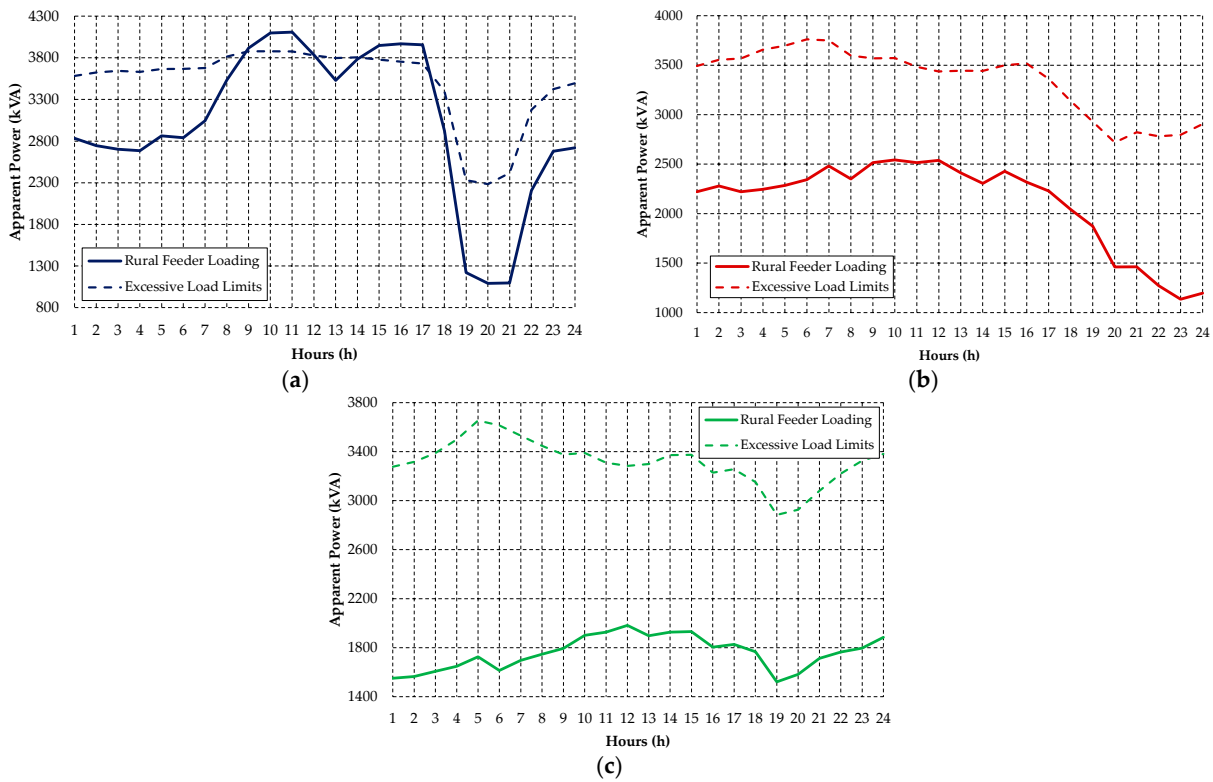 4300
3800
3300
2800
2300
1800
1300
800
Apparent Power (kVA)
Rural Feeder Loading
Excessive Load Limits
1 2 3 4 5 6 7 8 9 10 11 12 13 14 15 16 17 18 19 20 21 22 23 24
Hours (h)
(a)
4000
3500
3000
2500
2000
1500
1000
Apparent Power (kVA)
Rural Feeder Loading
Excessive Load Limits
1 2 3 4 5 6 7 8 9 10 11 12 13 14 15 16 17 18 19 20 21 22 23 24
Hours (h)
(b)
3800
3400
3000
2600
2200
1800
1400
Apparent Power (kVA)
Rural Feeder Loading
Excessive Load Limits
1 2 3 4 5 6 7 8 9 10 11 12 13 14 15 16 17 18 19 20 21 22 23 24
Hours (h)
(c)